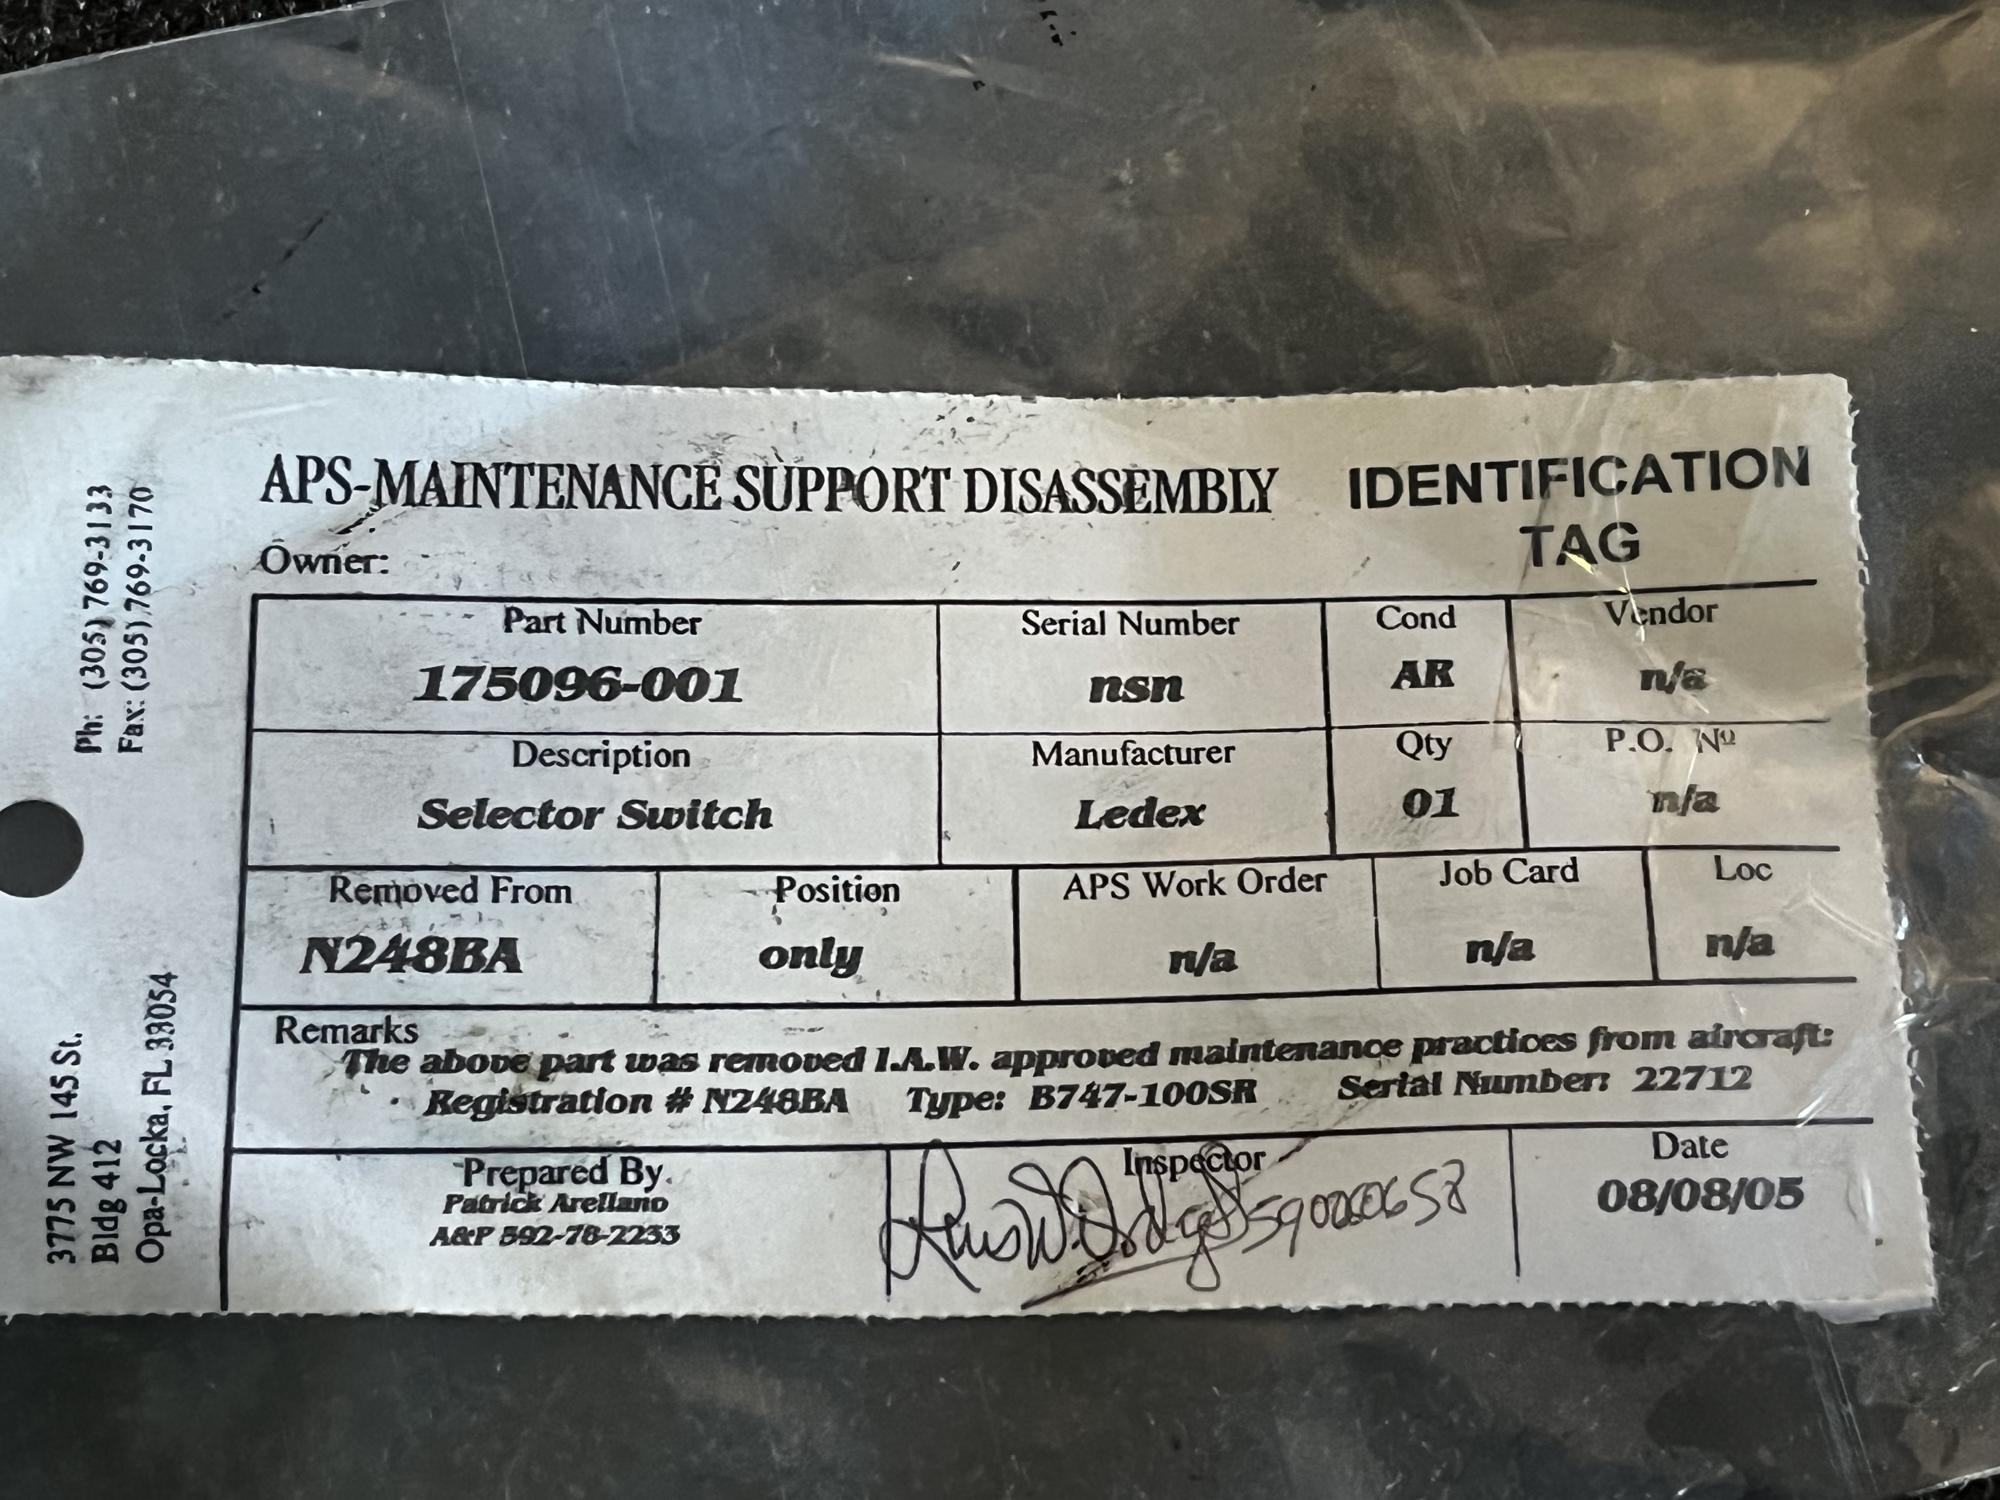 APS-MAINTENANCE SUPPORT DISASSEMBLY IDENTIFICATION TAG
Ph: (305) 769-3133
Fax: (305) 769-3170
3775 NW 145 St.
Bldg 412
Opa-Locka, FL 33054
Owner:
Part Number Serial Number Cond Vendor
175096-001 nsn AR n/a
Description Manufacturer Qty P.O. Nº
Selector Switch Ledex 01 n/a
Removed From Position APS Work Order Job Card Loc
N248BA only n/a n/a n/a
Remarks
The above part was removed I.A.W. approved maintenance practices from aircraft:
Registration # N248BA Type: B747-100SR Serial Number: 22712
Prepared By. Inspector Date
Patrick Arellano
A&P 592-78-2233
08/08/05